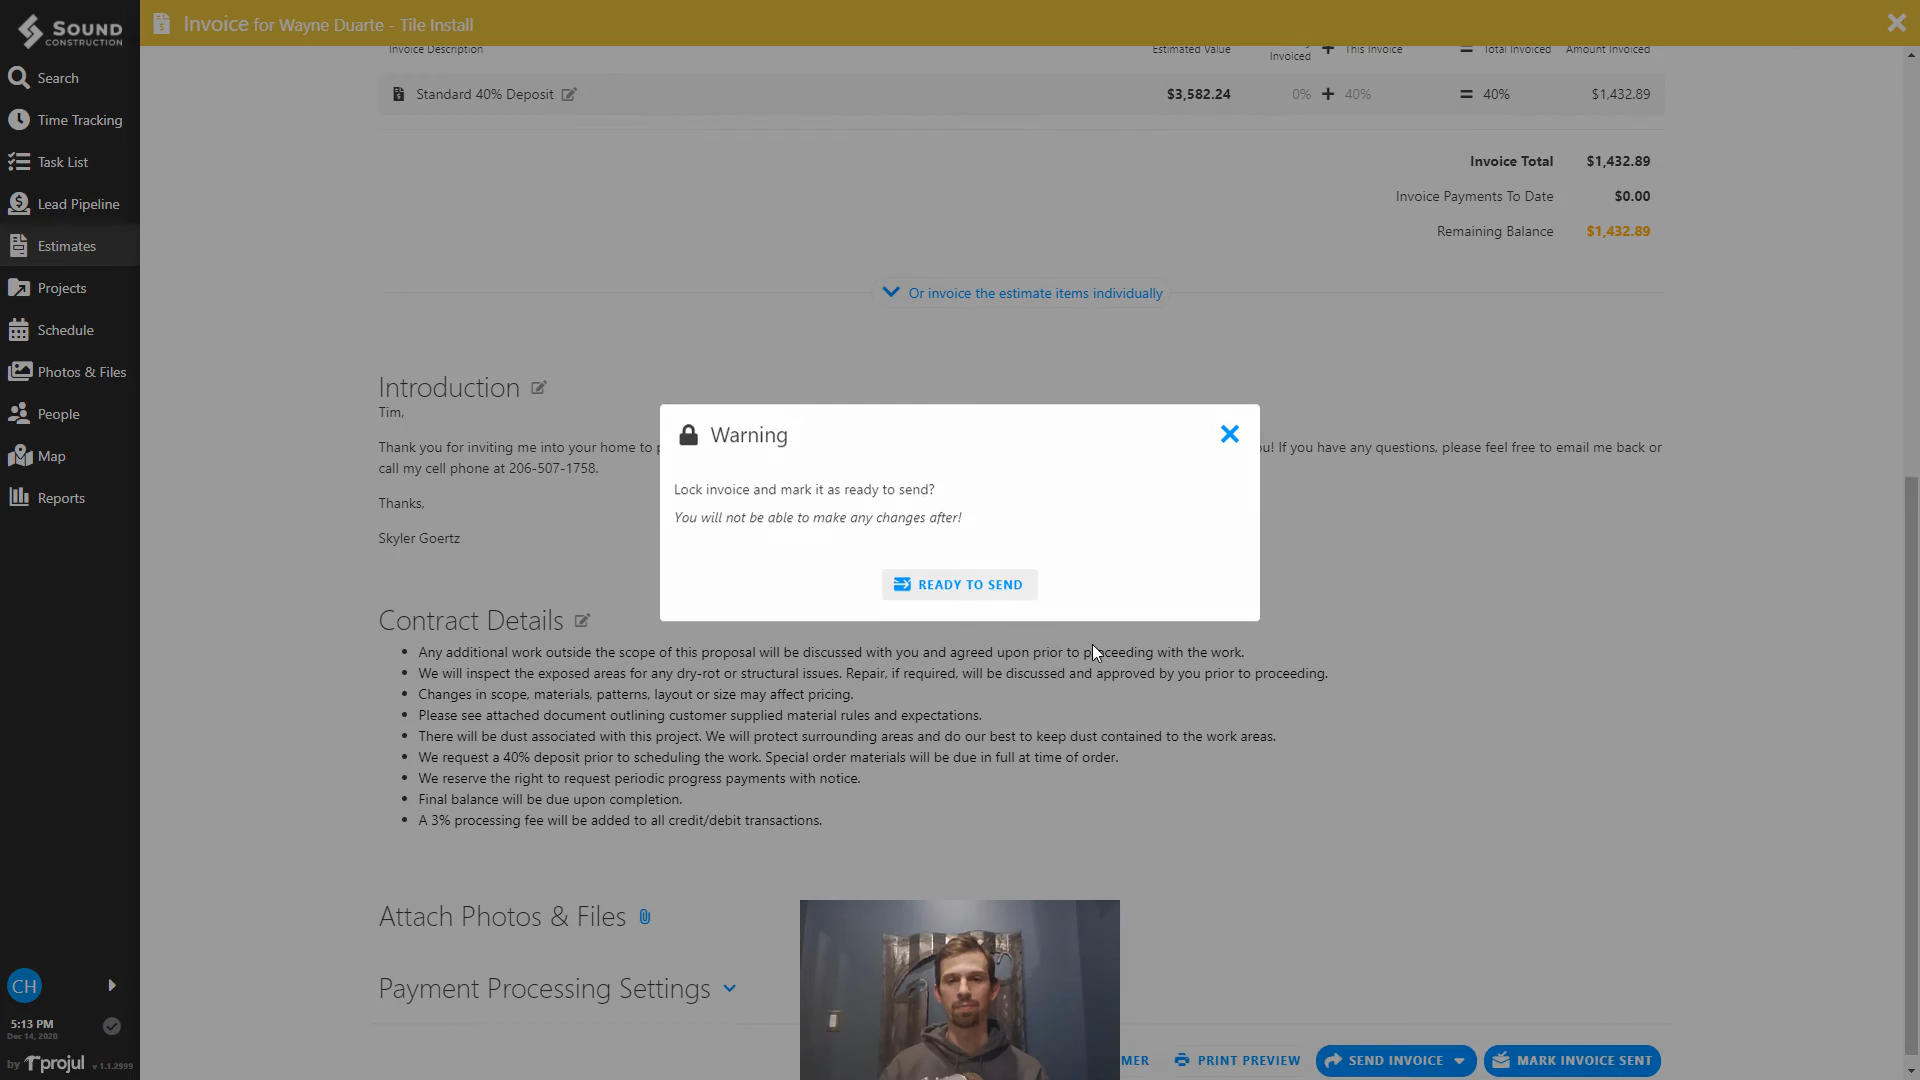 SOUND
CONSTRUCTION
Invoice for Wayne Duarte - Tile Install
Search
Time Tracking
Task List
Lead Pipeline
Estimates
Projects
Schedule
Photos & Files
People
Map
Reports
CH
5:13 PM
Dec 14, 2020
by projul v 1.1.2999
Invoice Description Estimated Value Invoiced + This Invoice = Total Invoiced Amount Invoiced
Standard 40% Deposit $3,582.24 0% + 40% = 40% $1,432.89
Invoice Total $1,432.89
Invoice Payments To Date $0.00
Remaining Balance $1,432.89
Or invoice the estimate items individually
Introduction
Tim,
Thank you for inviting me into your home to
u! If you have any questions, please feel free to email me back or
call my cell phone at 206-507-1758.
Thanks,
Skyler Goertz
Warning
Lock invoice and mark it as ready to send?
You will not be able to make any changes after!
READY TO SEND
Contract Details
• Any additional work outside the scope of this proposal will be discussed with you and agreed upon prior to proceeding with the work.
• We will inspect the exposed areas for any dry-rot or structural issues. Repair, if required, will be discussed and approved by you prior to proceeding.
• Changes in scope, materials, patterns, layout or size may affect pricing.
• Please see attached document outlining customer supplied material rules and expectations.
• There will be dust associated with this project. We will protect surrounding areas and do our best to keep dust contained to the work areas.
• We request a 40% deposit prior to scheduling the work. Special order materials will be due in full at time of order.
• We reserve the right to request periodic progress payments with notice.
• Final balance will be due upon completion.
• A 3% processing fee will be added to all credit/debit transactions.
Attach Photos & Files
Payment Processing Settings
MER PRINT PREVIEW SEND INVOICE MARK INVOICE SENT